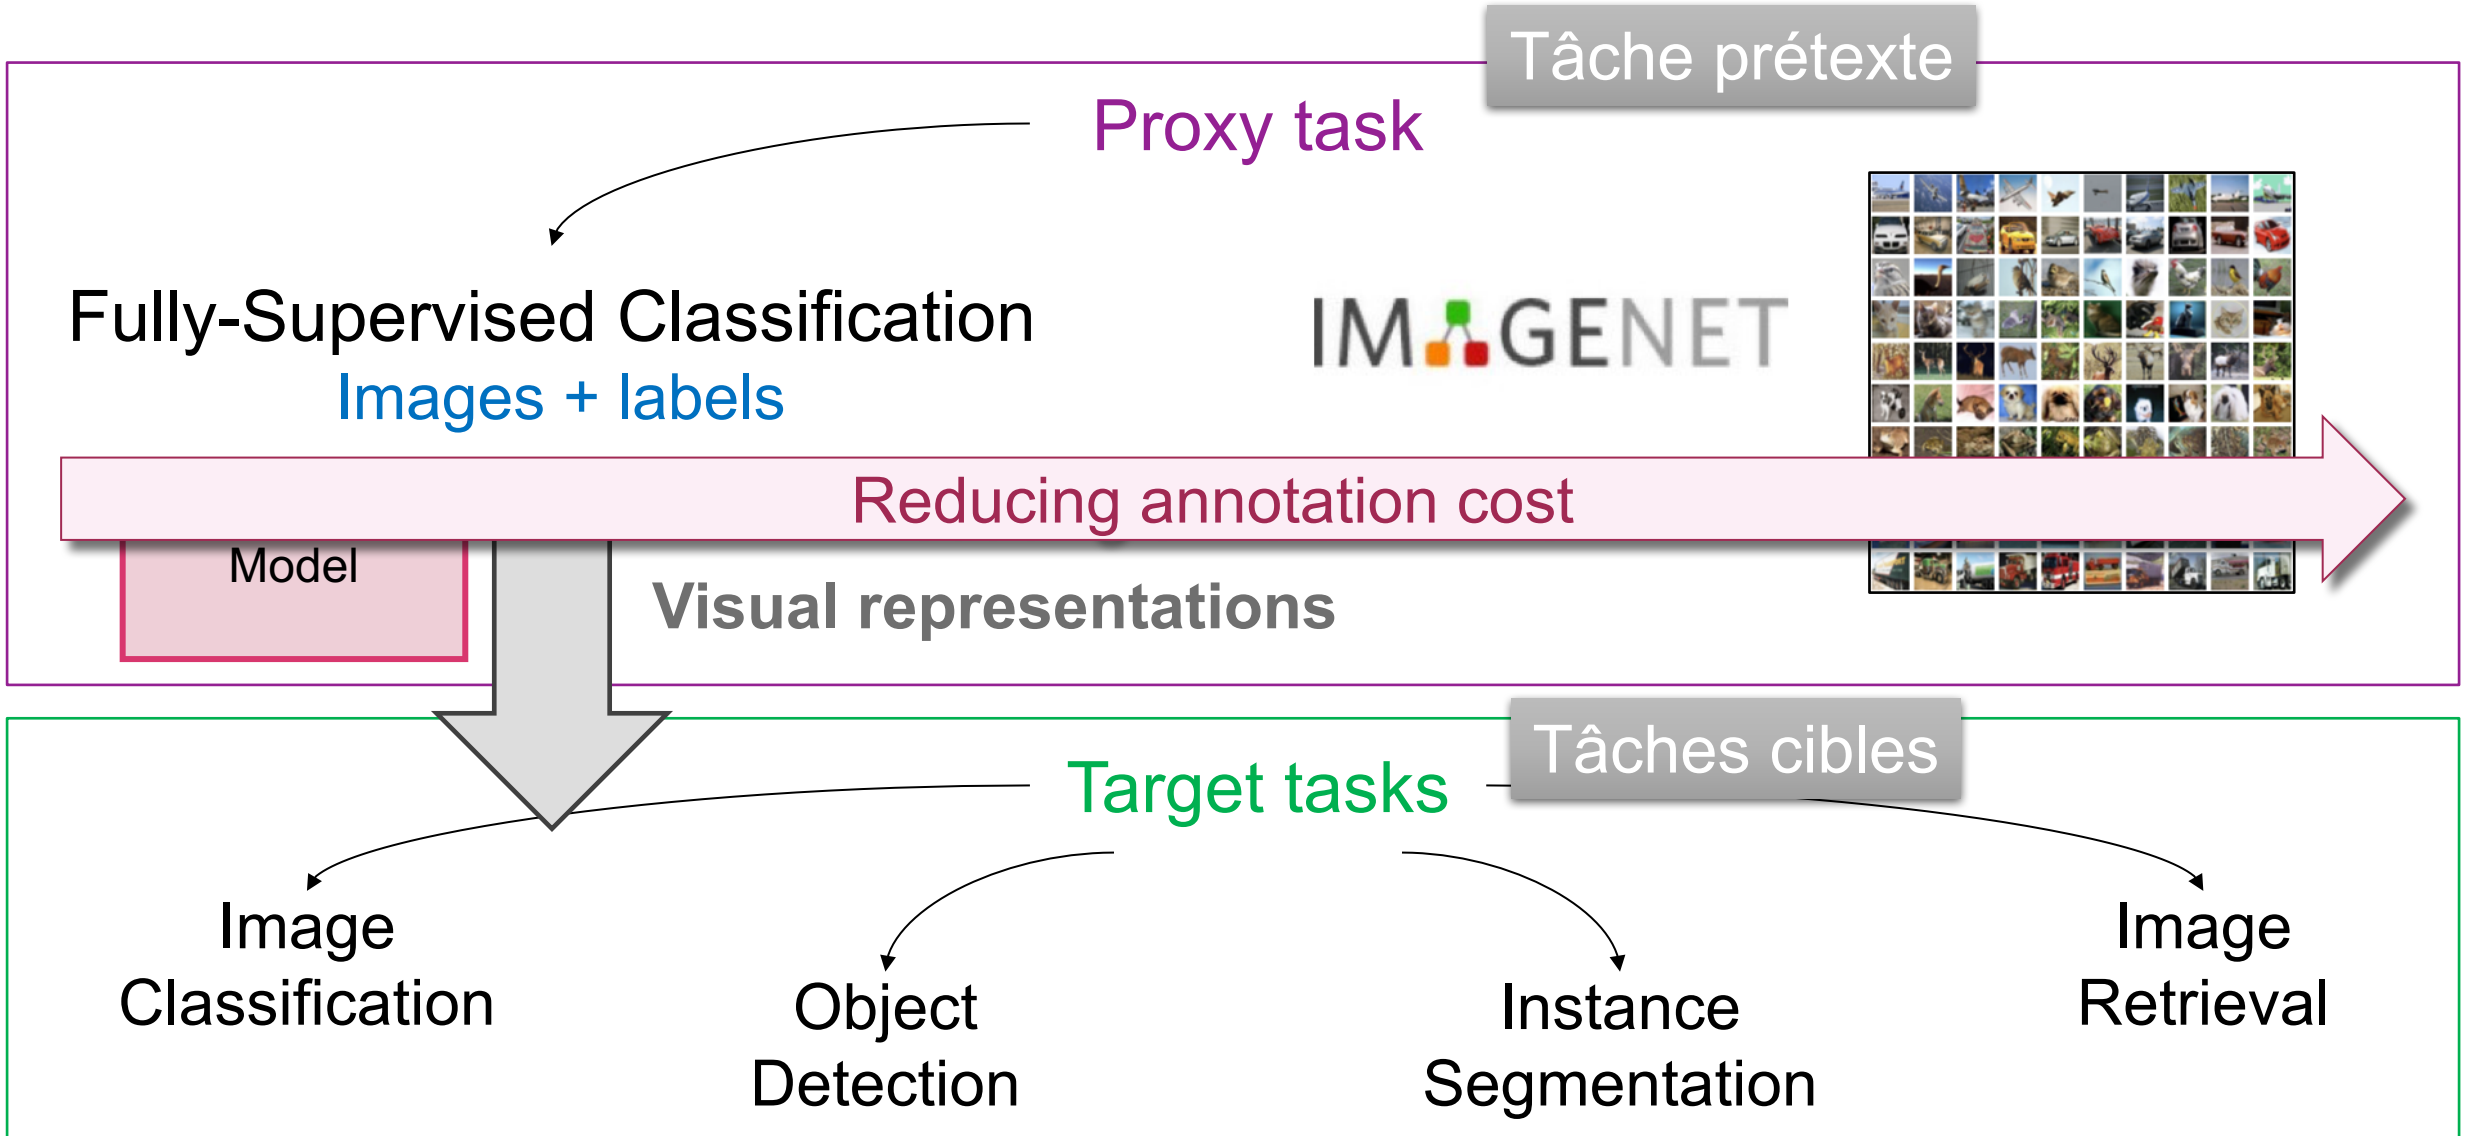 Tâche prétexte
Proxy task
Fully-Supervised Classification
Images + labels
IMAGENET
Reducing annotation cost
Model
Visual representations
Tâches cibles
Target tasks
Image
Classification
Object
Detection
Instance
Segmentation
Image
Retrieval